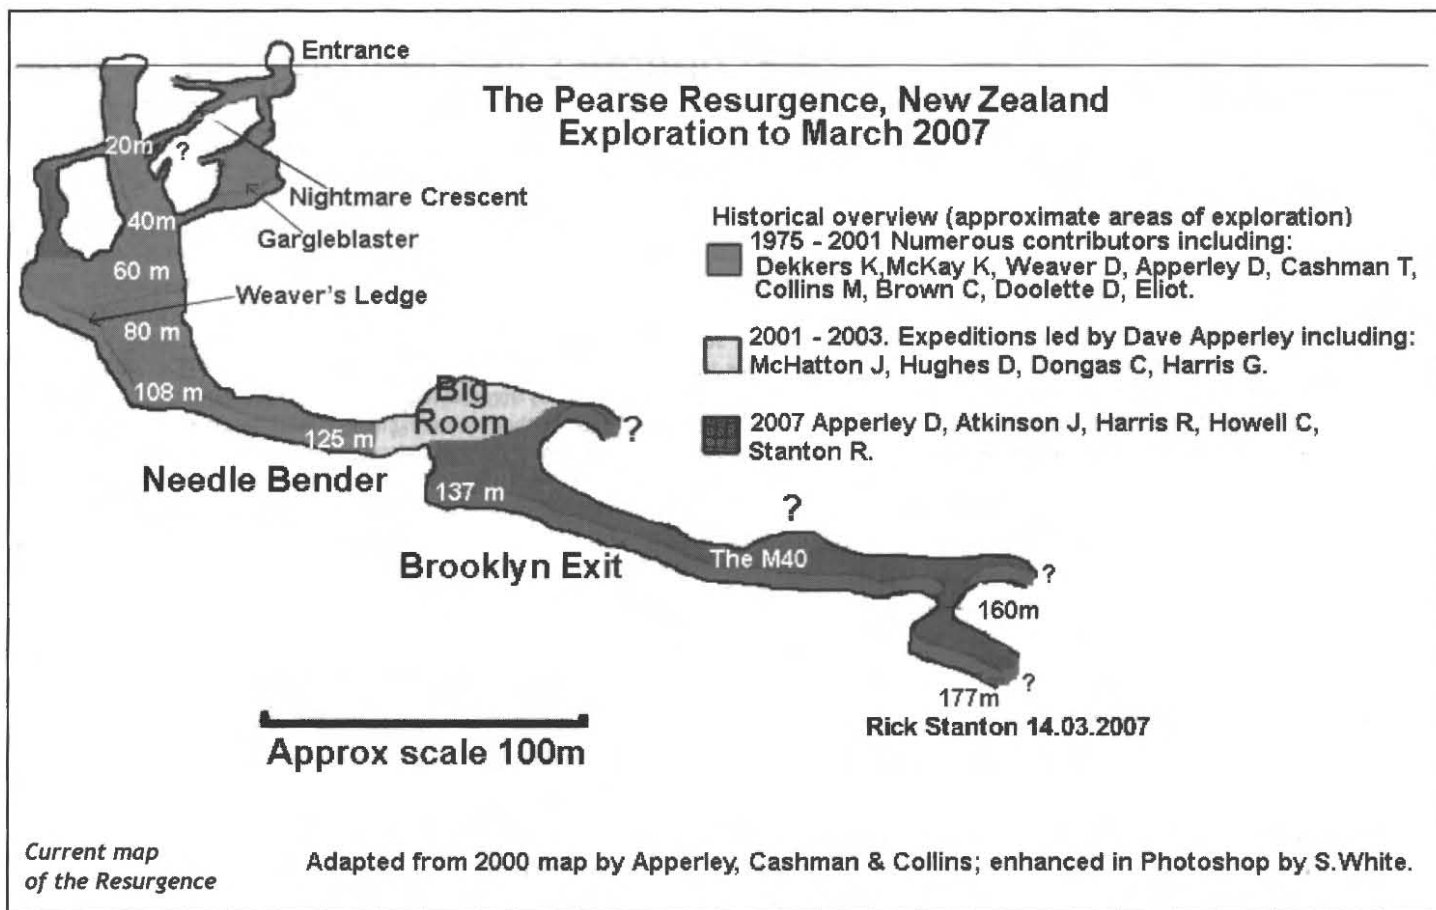 Entrance
The Pearse Resurgence, New Zealand
Exploration to March 2007
20m
?
Nightmare Crescent
40m
Gargleblaster
60 m
Weaver's Ledge
80 m
108 m
125 m
Needle Bender
Big
Room
?
137 m
Brooklyn Exit
?
The M40
?
160m
?
177m
Rick Stanton 14.03.2007
Historical overview (approximate areas of exploration)
1975 - 2001 Numerous contributors including:
Dekkers K,McKay K, Weaver D, Apperley D, Cashman T,
Collins M, Brown C, Doolette D, Eliot.
2001 - 2003. Expeditions led by Dave Apperley including:
McHatton J, Hughes D, Dongas C, Harris G.
2007 Apperley D, Atkinson J, Harris R, Howell C,
Stanton R.
Approx scale 100m
Current map
of the Resurgence
Adapted from 2000 map by Apperley, Cashman & Collins; enhanced in Photoshop by S.White.